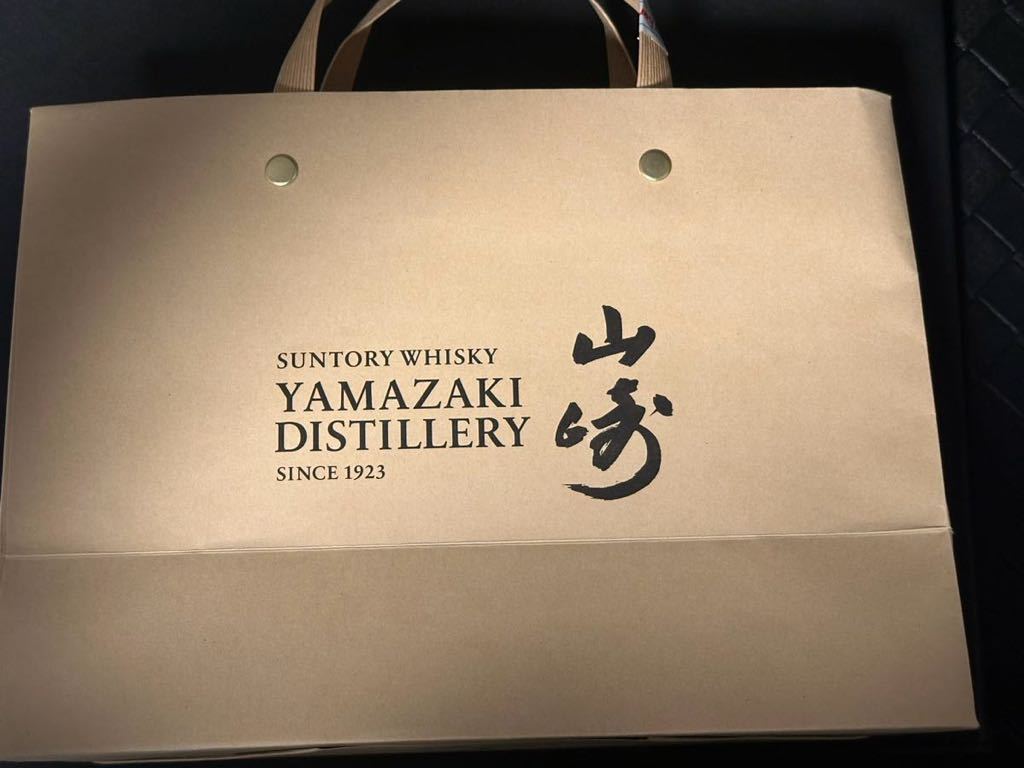 SUNTORY WHISKY
YAMAZAKI
DISTILLERY
SINCE 1923
山崎